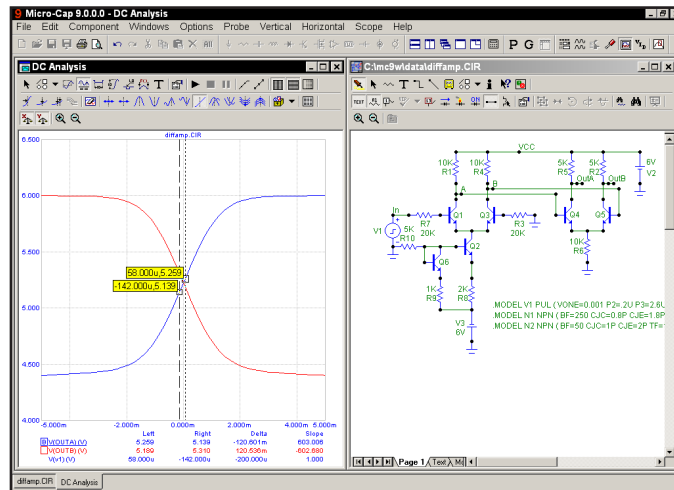 9 Micro-Cap 9.0.0.0 - DC Analysis
File Edit Component Windows Options Probe Vertical Horizontal Scope Help
DC Analysis
diffamp.CIR
6.500
6.000
5.500
5.000
4.500
4.000
58.000u,5.259
-142.000u,5.139
-5.000m -2.000m 0.000m 2.000m 4.000m 5.000m
Left Right Delta Slope
V(OUTA) (V) 5.259 5.139 -120.601m 603.006
V(OUTB) (V) 5.189 5.310 120.536m -602.680
V(v1) (V) 58.000u -142.000u -200.000u 1.000
C:\mc9w\data\diffamp.CIR
VCC
10K
R1
10K
R4
5K
R5
5K
R2
6V
V2
A
B
OutA
OutB
In
V1
R7
20K
Q1
Q3
R3
20K
Q4
Q5
5K
R10
Q2
Q6
10K
R6
1K
R9
2K
R8
V3
6V
.MODEL V1 PUL ( VONE=0.001 P2=.2U P3=2.6U
.MODEL N1 NPN ( BF=250 CJC=0.8P CJE=1.8P
.MODEL N2 NPN ( BF=50 CJC=1P CJE=2P TF=
Page 1 Text
diffamp.CIR DC Analysis